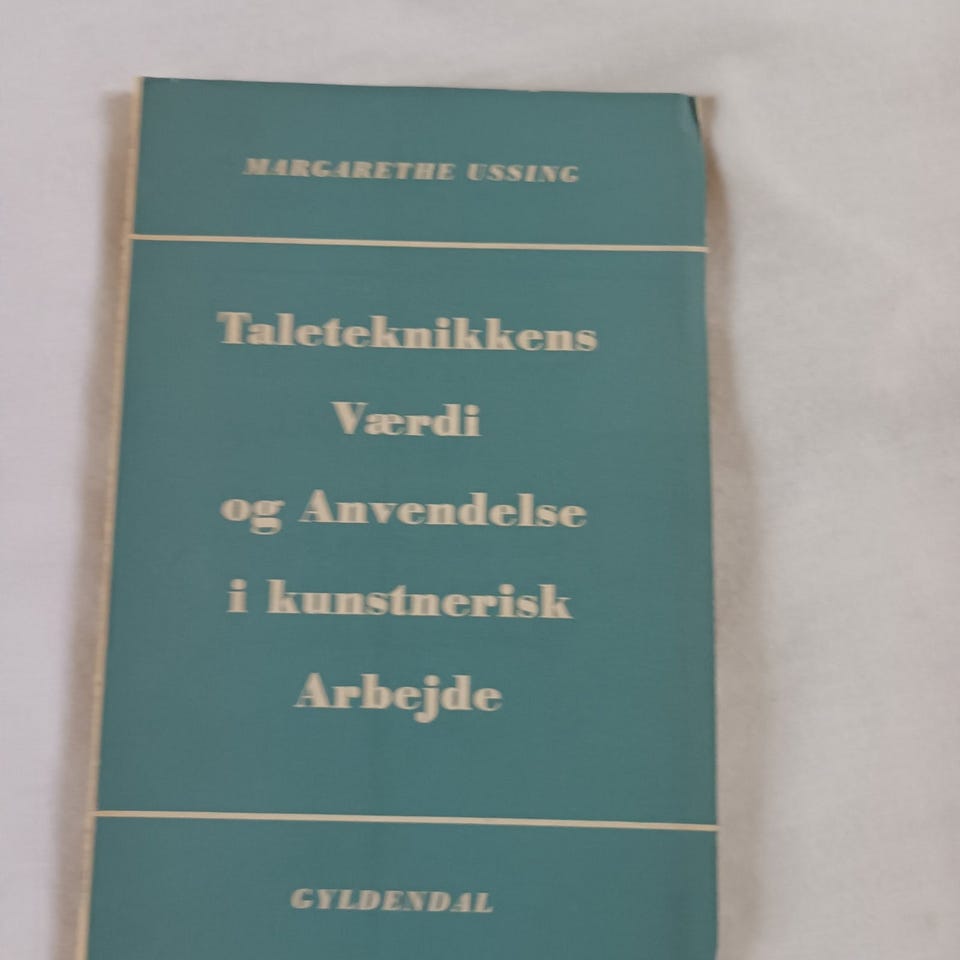 MARGARETHE USSING
Taleteknikkens
Værdi
og Anvendelse
i kunstnerisk
Arbejde
GYLDENDAL